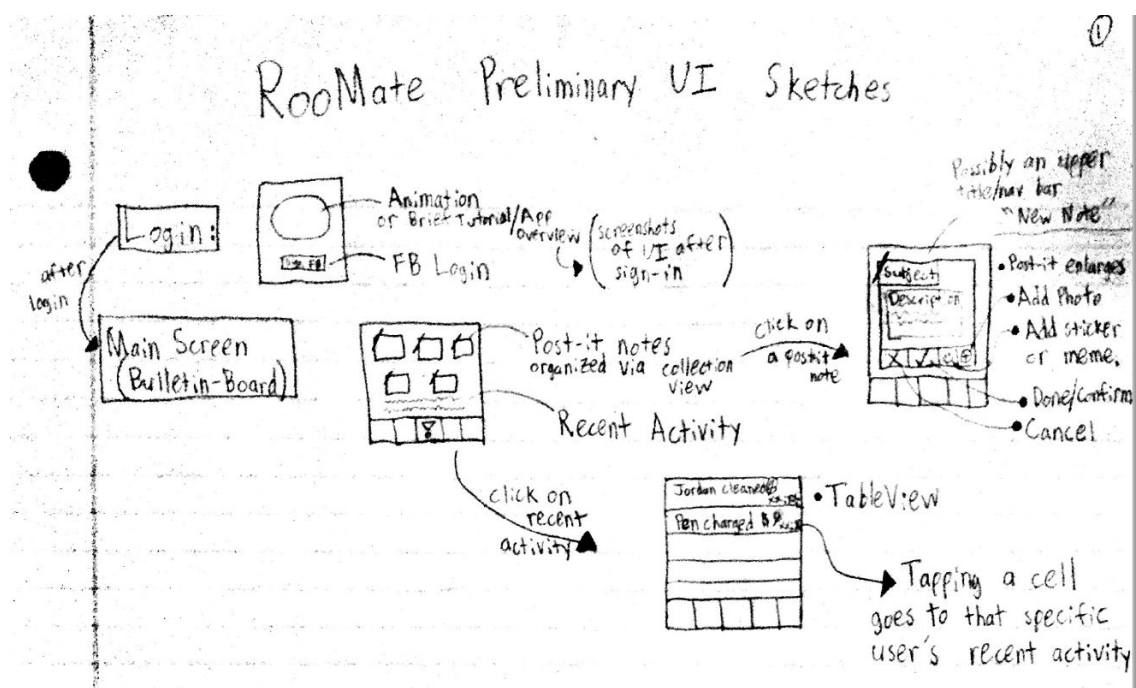 1
RooMate Preliminary UI Sketches
Login:
Animation
or Brief Tutorial/App
Overview
(screenshots
of UI after
sign-in)
FB Login
after
login
Main Screen
(Bulletin-Board)
Post-it notes
organized via collection
view
Recent Activity
click on
a postit
note
Possibly an upper
title/nav bar
"New Note"
Subject
Description
X
• Post-it enlarges
• Add Photo
• Add sticker
or meme.
• Done/Confirm
• Cancel
click on
recent
activity
Jordan cleaned
Pen charged $
• TableView
Tapping a cell
goes to that specific
user's recent activity